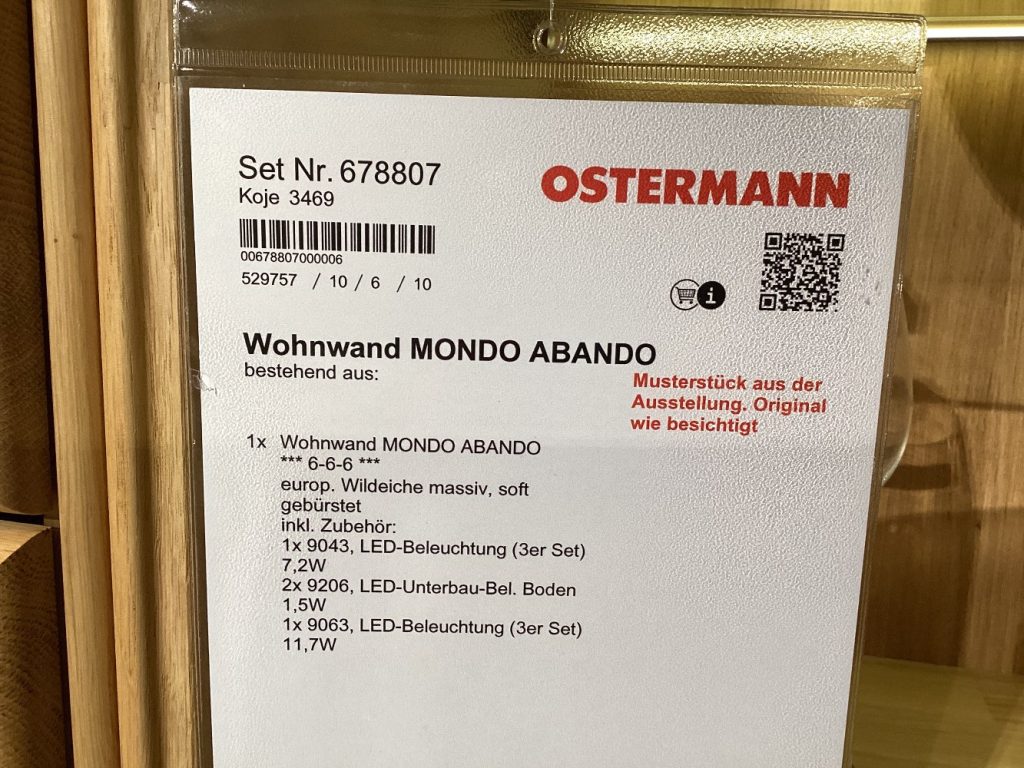 Set Nr. 678807
Koje 3469
OSTERMANN
00678807000006
529757 / 10 / 6 / 10
i
Wohnwand MONDO ABANDO
bestehend aus:
Musterstück aus der
Ausstellung. Original
wie besichtigt
1x Wohnwand MONDO ABANDO
*** 6-6-6 ***
europ. Wildeiche massiv, soft
gebürstet
inkl. Zubehör:
1x 9043, LED-Beleuchtung (3er Set)
7,2W
2x 9206, LED-Unterbau-Bel. Boden
1,5W
1x 9063, LED-Beleuchtung (3er Set)
11,7W